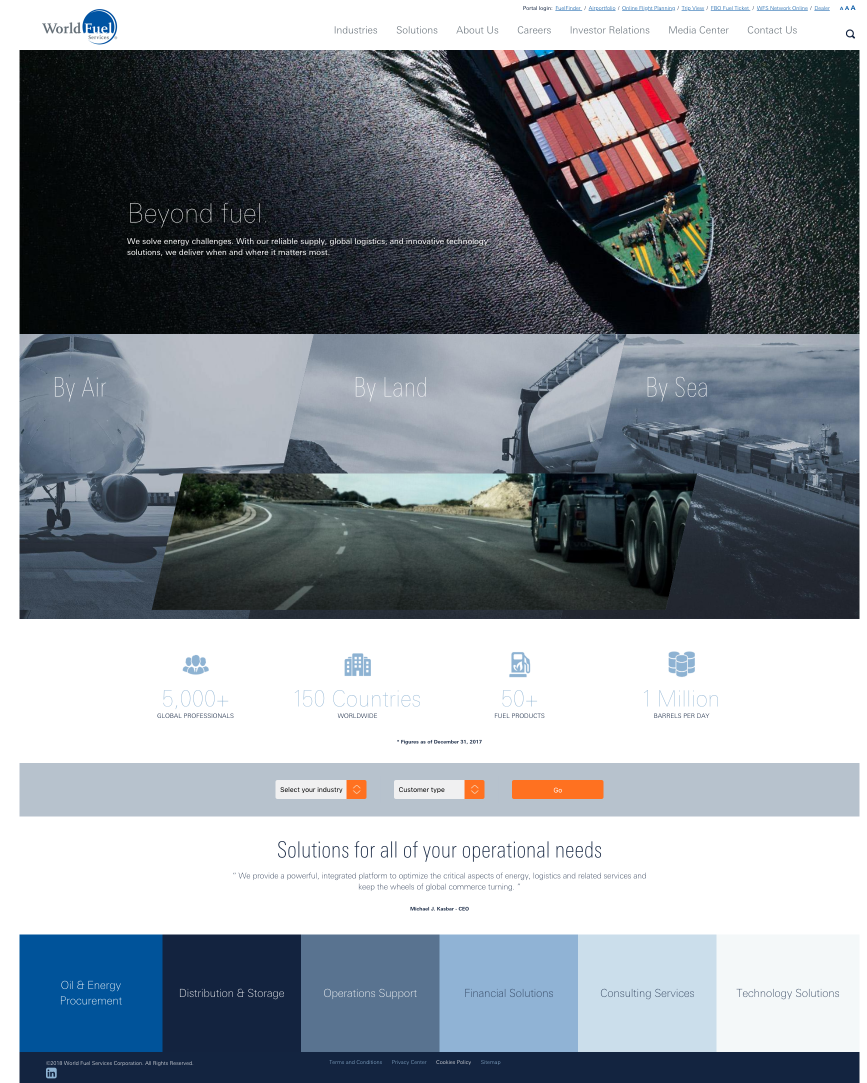 Portal login: FuelFinder / Airportfolio / Online Flight Planning / Trip View / FBO Fuel Ticket / WFS Network Online / Dealer A A A
World Fuel
Services
Industries Solutions About Us Careers Investor Relations Media Center Contact Us
Beyond fuel.
We solve energy challenges. With our reliable supply, global logistics, and innovative technology
solutions, we deliver when and where it matters most.
By Air By Land By Sea
5,000+ 150 Countries 50+ 1 Million
GLOBAL PROFESSIONALS WORLDWIDE FUEL PRODUCTS BARRELS PER DAY
* Figures as of December 31, 2017
Select your industry Customer type Go
Solutions for all of your operational needs
" We provide a powerful, integrated platform to optimize the critical aspects of energy, logistics and related services and
keep the wheels of global commerce turning. "
Michael J. Kasbar - CEO
Oil & Energy
Procurement
Distribution & Storage
Operations Support
Financial Solutions
Consulting Services
Technology Solutions
©2018 World Fuel Services Corporation. All Rights Reserved. Terms and Conditions Privacy Center Cookies Policy Sitemap
in